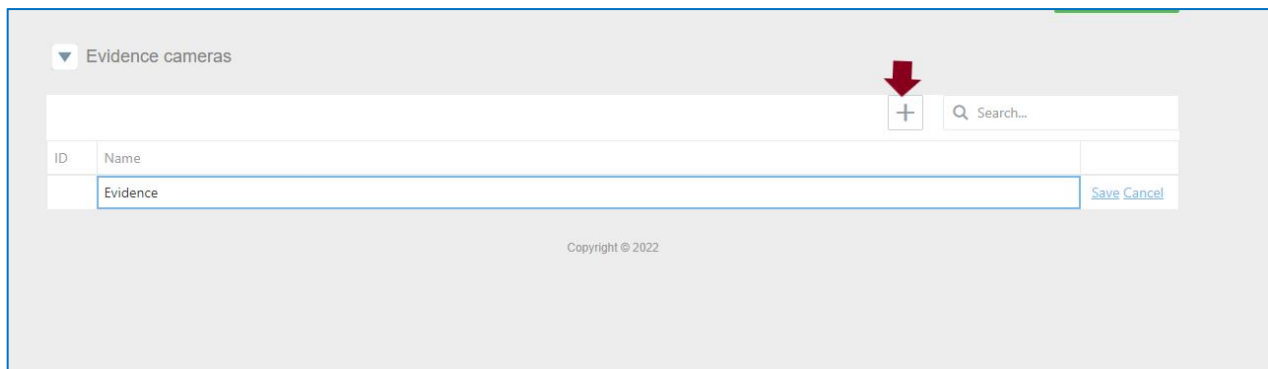 Evidence cameras
Search...
ID Name
Evidence Save Cancel
Copyright © 2022